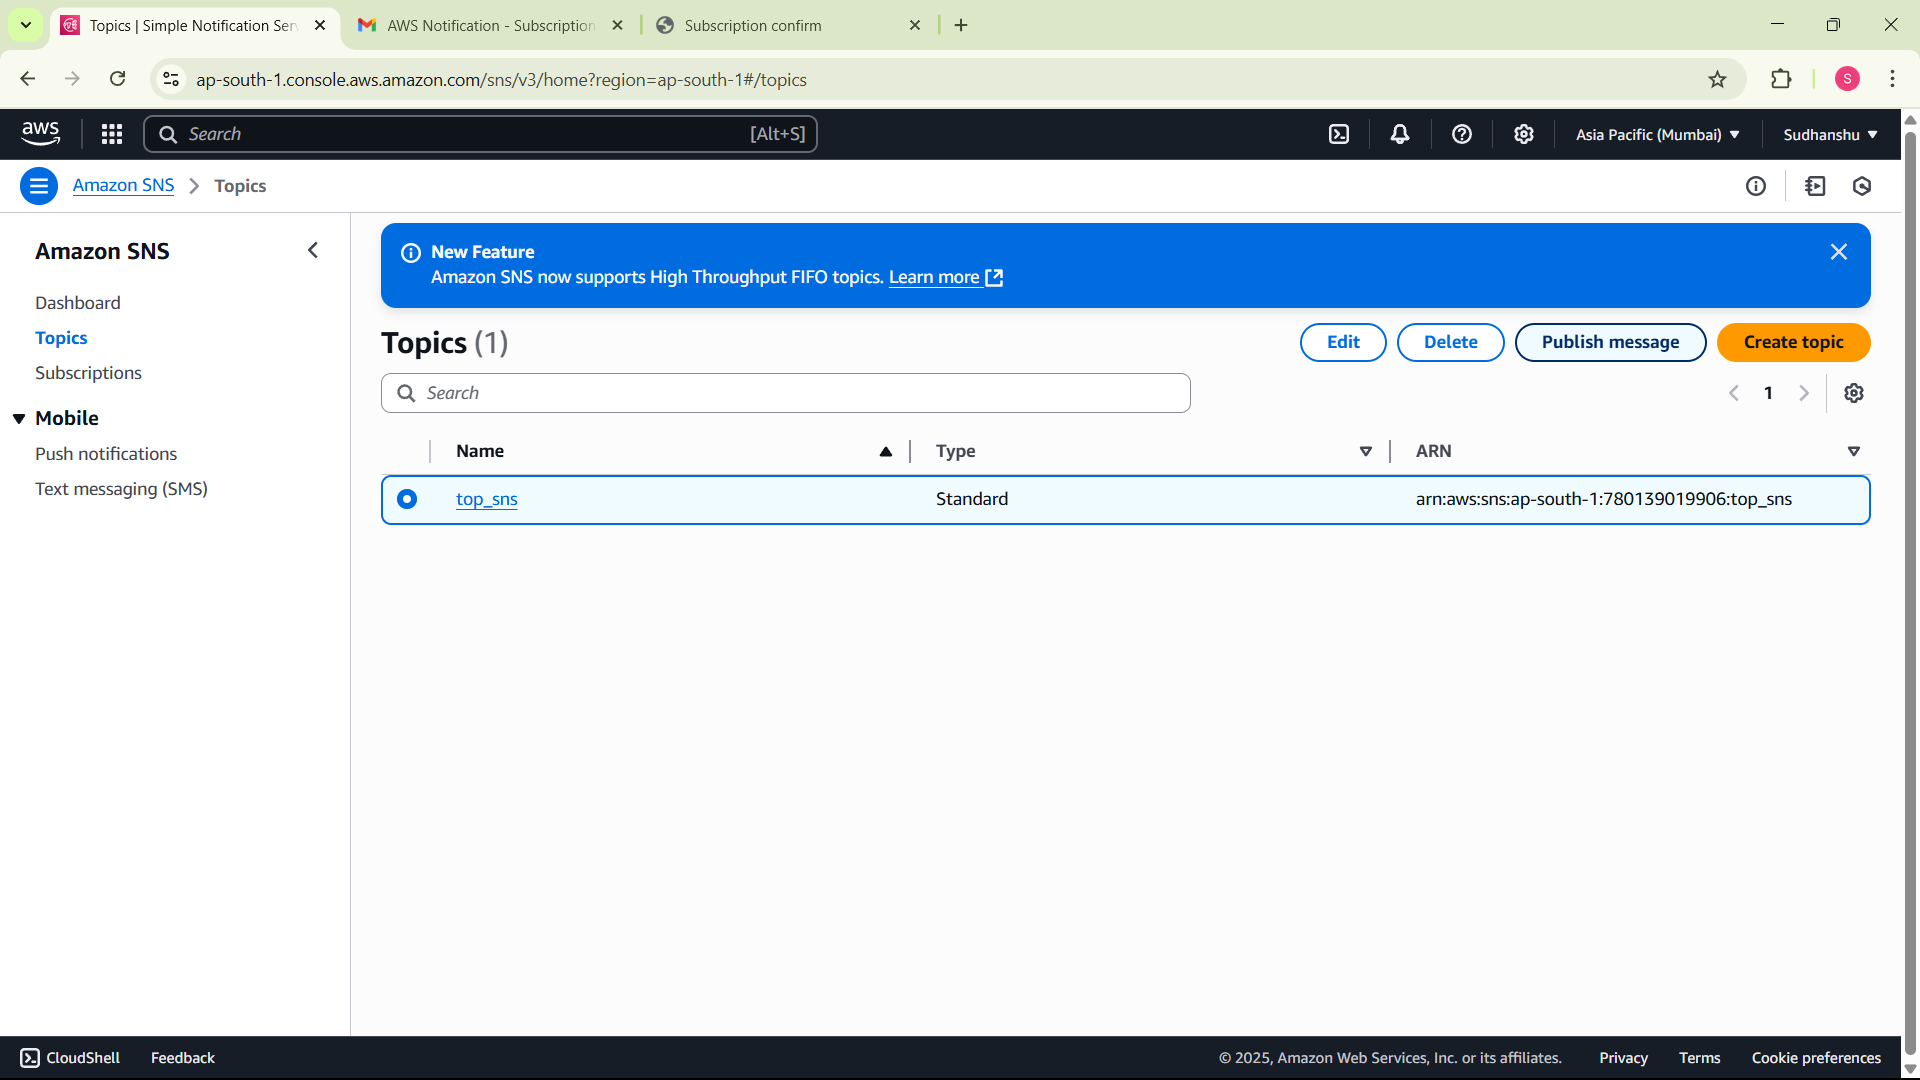 Topics | Simple Notification Ser
AWS Notification - Subscription
Subscription confirm
ap-south-1.console.aws.amazon.com/sns/v3/home?region=ap-south-1#/topics
S
aws
Search
[Alt+S]
Asia Pacific (Mumbai)
Sudhanshu
Amazon SNS
Topics
Amazon SNS
Dashboard
Topics
Subscriptions
Mobile
Push notifications
Text messaging (SMS)
New Feature
Amazon SNS now supports High Throughput FIFO topics. Learn more
Topics (1)
Edit
Delete
Publish message
Create topic
Search
1
Name
Type
ARN
top_sns
Standard
arn:aws:sns:ap-south-1:780139019906:top_sns
CloudShell
Feedback
© 2025, Amazon Web Services, Inc. or its affiliates.
Privacy
Terms
Cookie preferences